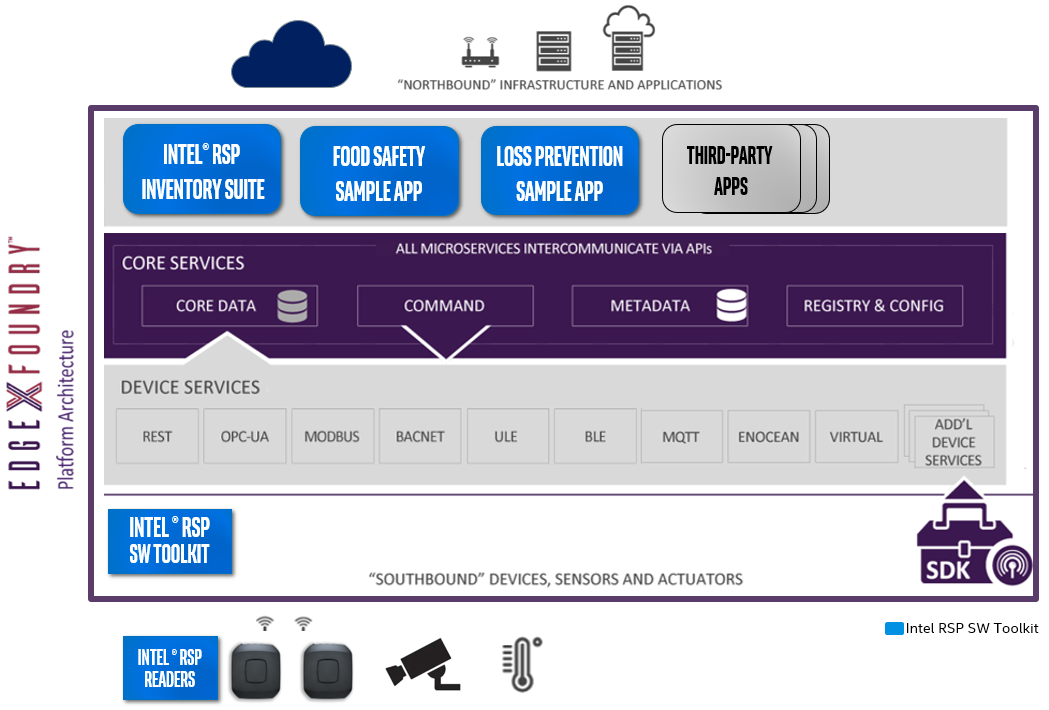 "NORTHBOUND" INFRASTRUCTURE AND APPLICATIONS
INTEL® RSP
INVENTORY SUITE
FOOD SAFETY
SAMPLE APP
LOSS PREVENTION
SAMPLE APP
THIRD-PARTY
APPS
ALL MICROSERVICES INTERCOMMUNICATE VIA APIs
CORE SERVICES
CORE DATA
COMMAND
METADATA
REGISTRY & CONFIG
EDGE X FOUNDRY™
Platform Architecture
DEVICE SERVICES
REST
OPC-UA
MODBUS
BACNET
ULE
BLE
MQTT
ENOCEAN
VIRTUAL
ADD'L
DEVICE
SERVICES
INTEL® RSP
SW TOOLKIT
SDK
"SOUTHBOUND" DEVICES, SENSORS AND ACTUATORS
Intel RSP SW Toolkit
INTEL® RSP
READERS